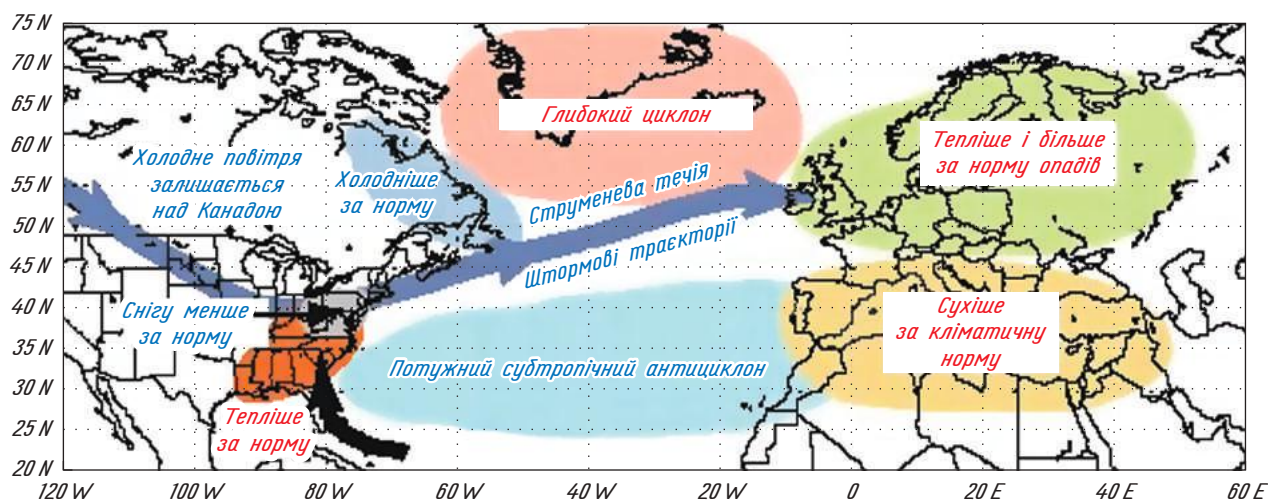 75 N
70 N
65 N
60 N
55 N
50 N
45 N
40 N
35 N
30 N
25 N
20 N
Глибокий циклон
Тепліше і більше
за норму опадів
Холодне повітря
залишається
над Канадою
Холодніше
за норму
Струменева течія
Штормові траєкторії
Снігу менше
за норму
Сухіше
за кліматичну
норму
Потужний субтропічний антициклон
Тепліше
за норму
120 W
100 W
80 W
60 W
40 W
20 W
0
20 E
40 E
60 E